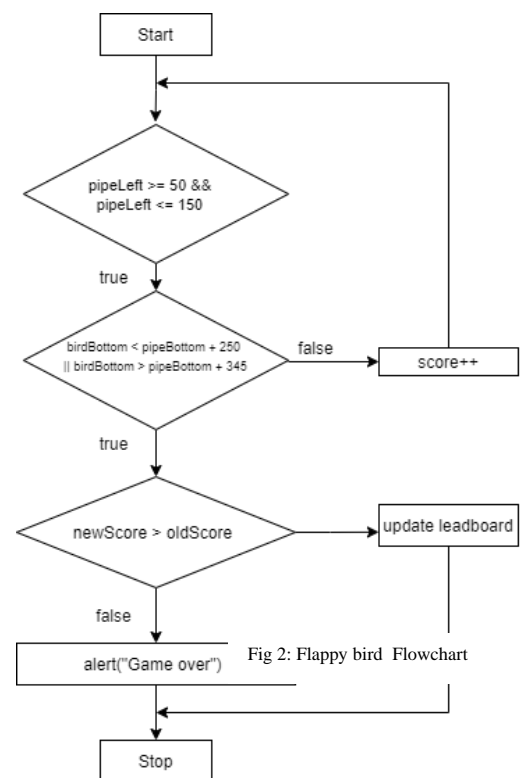 Start
pipeLeft >= 50 &&
pipeLeft <= 150
true
birdBottom < pipeBottom + 250
|| birdBottom > pipeBottom + 345
false
score++
true
newScore > oldScore
update leadboard
false
alert("Game over")
Fig 2: Flappy bird Flowchart
Stop